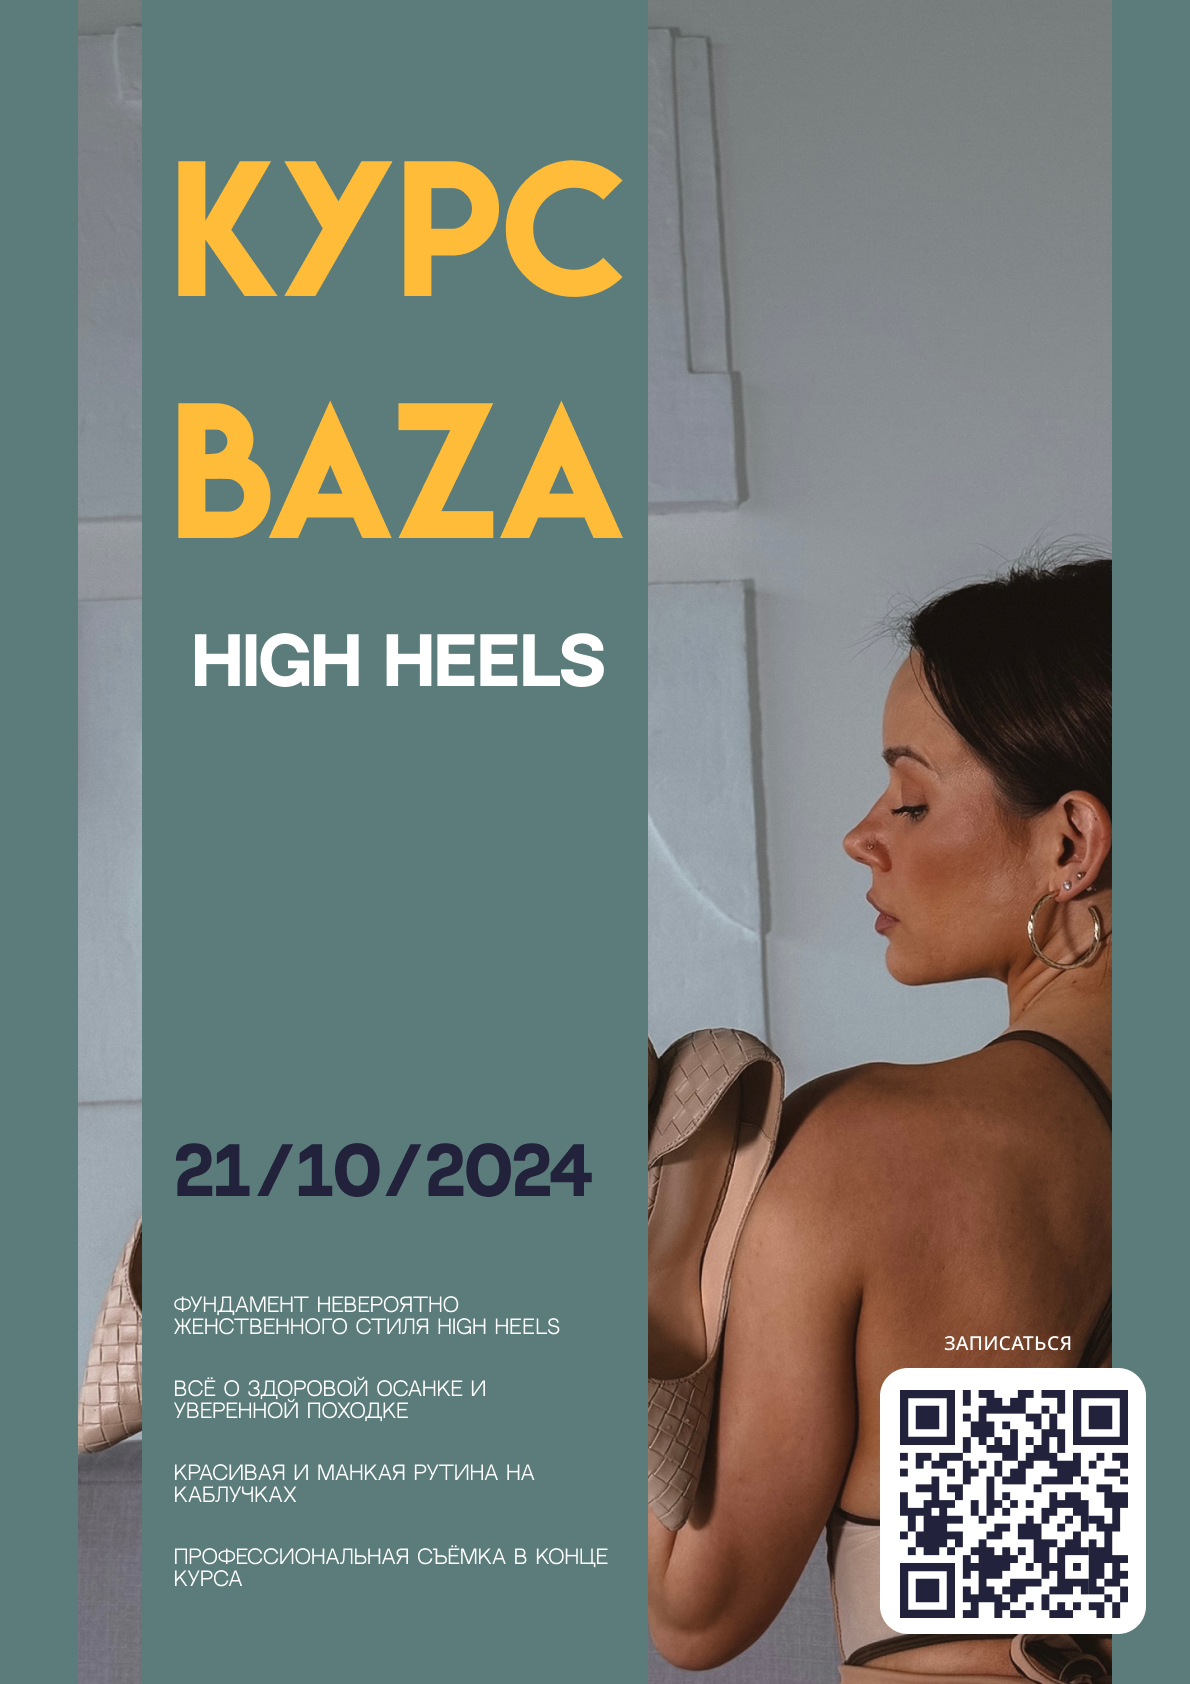 КУРС
BAZA
HIGH HEELS
21/10/2024
ФУНДАМЕНТ НЕВЕРОЯТНО
ЖЕНСТВЕННОГО СТИЛЯ HIGH HEELS
ВСЁ О ЗДОРОВОЙ ОСАНКЕ И
УВЕРЕННОЙ ПОХОДКЕ
КРАСИВАЯ И МАНКАЯ РУТИНА НА
КАБЛУЧКАХ
ПРОФЕССИОНАЛЬНАЯ СЪЁМКА В КОНЦЕ
КУРСА
ЗАПИСАТЬСЯ